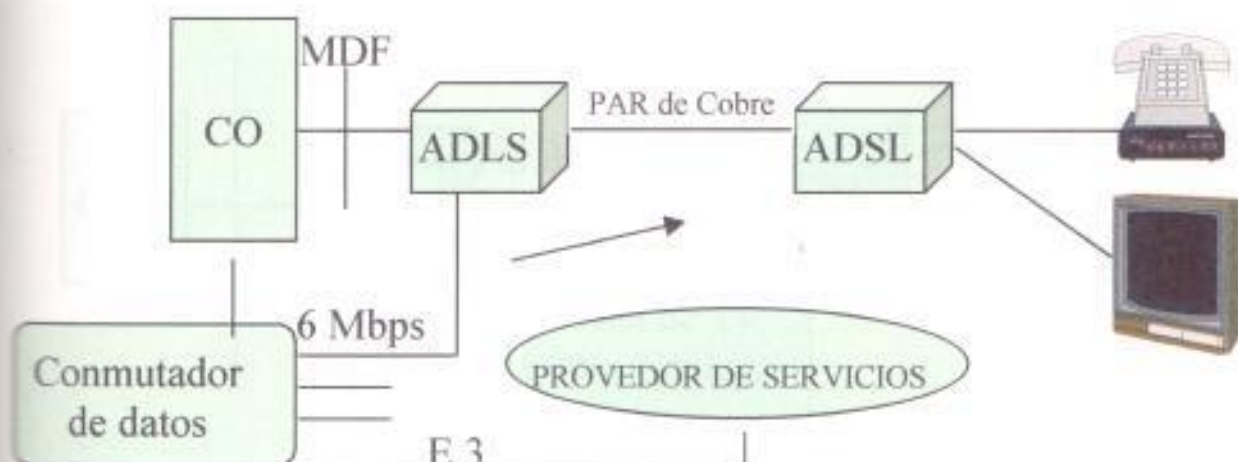 MDF
CO
ADLS
PAR de Cobre
ADSL
6 Mbps
Conmutador
de datos
PROVEDOR DE SERVICIOS
E 3